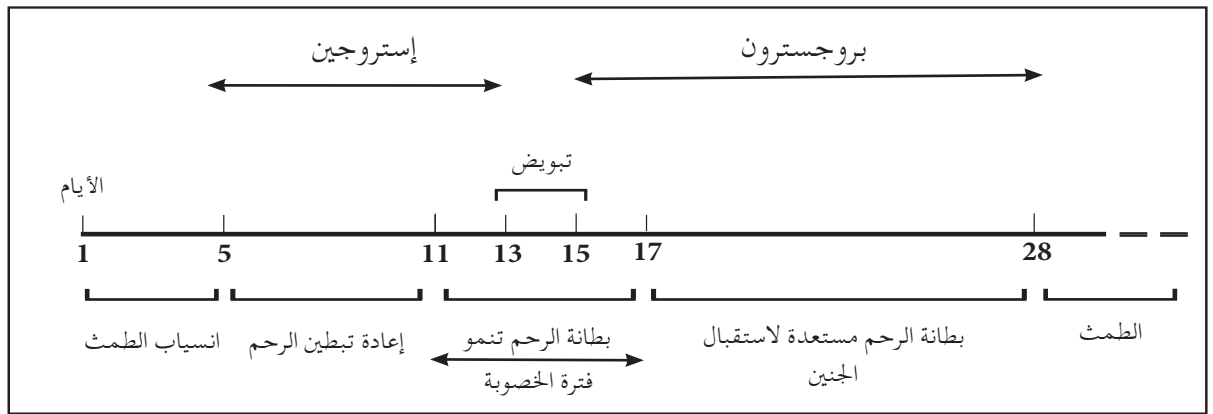 إستروجين
بروجسترون
تبويض
الأيام
1 5 11 13 15 17 28
انسياب الطمث
إعادة تبطين الرحم
بطانة الرحم تنمو
فترة الخصوبة
بطانة الرحم مستعدة لاستقبال
الجنين
الطمث